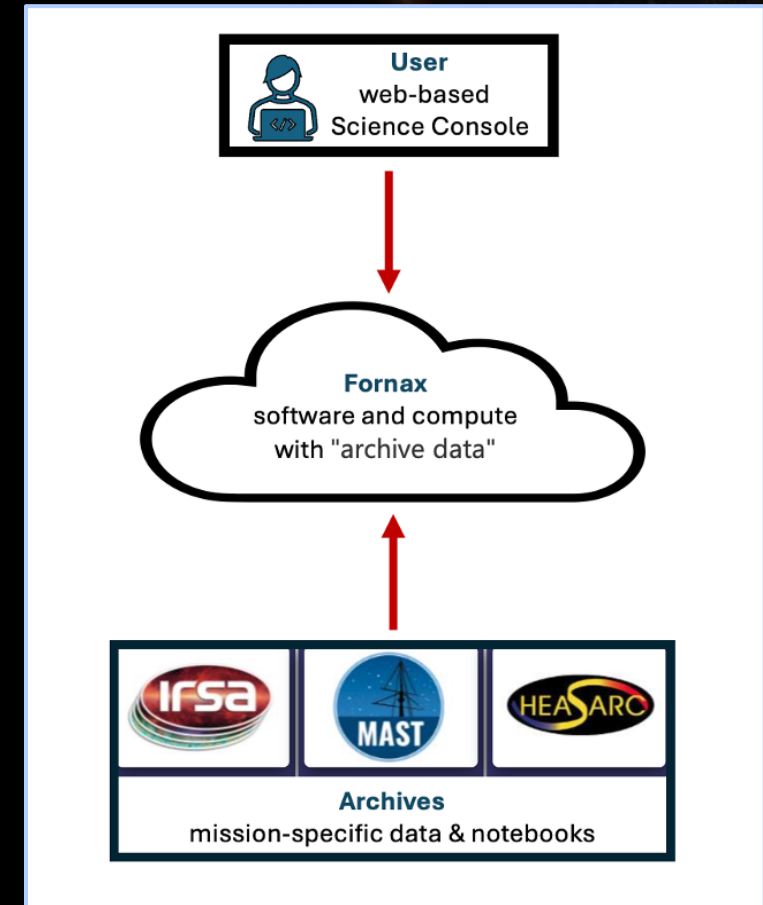 User
web-based
Science Console
</>
Fornax
software and compute
with "archive data"
irsa
MAST
HEASARC
Archives
mission-specific data & notebooks